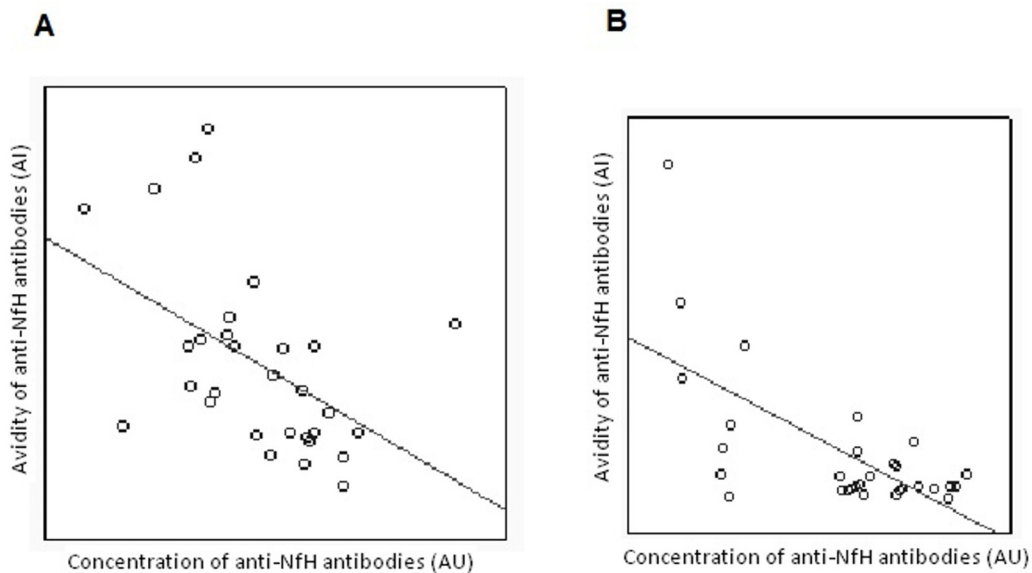 A
B
Avidity of anti-NfH antibodies (AI)
Concentration of anti-NfH antibodies (AU)
Avidity of anti-NfH antibodies (AI)
Concentration of anti-NfH antibodies (AU)